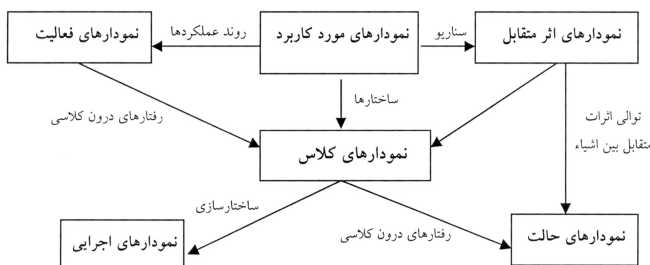 نمودارهای اثر متقابل
سناریو
نمودارهای مورد کاربرد
روند عملکردها
نمودارهای فعالیت
ساختارها
توالی اثرات
متقابل بین اشیاء
رفتارهای درون کلاسی
نمودارهای کلاس
ساختارسازی
رفتارهای درون کلاسی
نمودارهای حالت
نمودارهای اجرایی